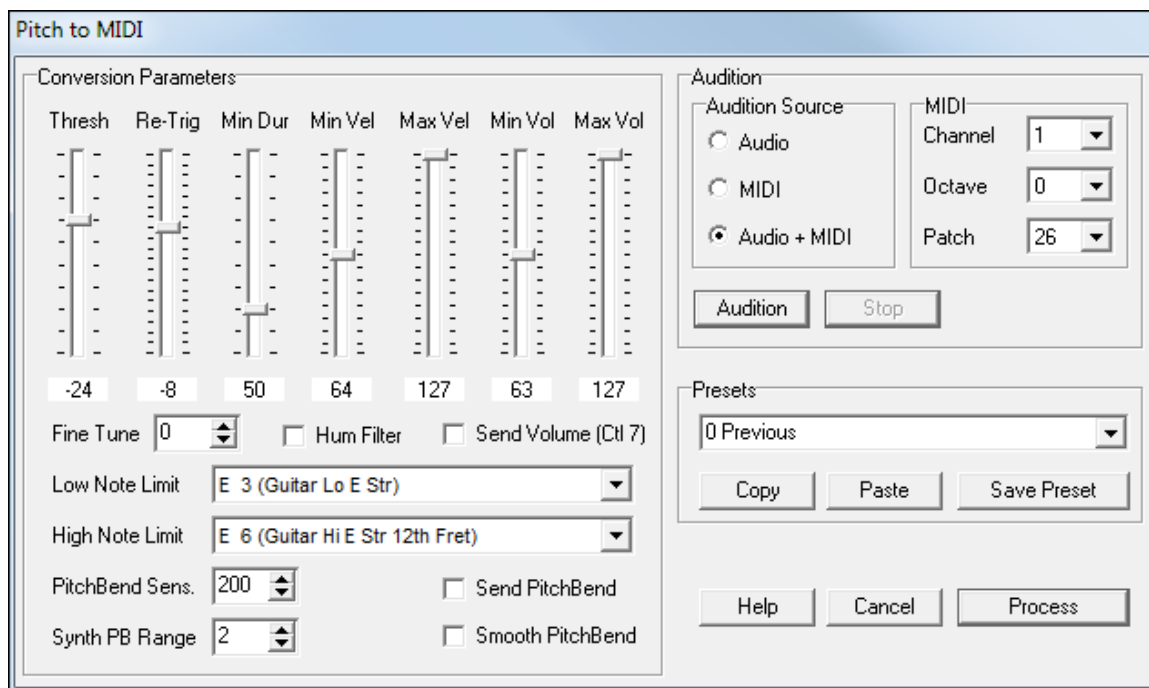 Pitch to MIDI
Conversion Parameters
Thresh Re-Trig Min Dur Min Vel Max Vel Min Vol Max Vol
-24 -8 50 64 127 63 127
Fine Tune 0 Hum Filter Send Volume (Ctl 7)
Low Note Limit E 3 (Guitar Lo E Str)
High Note Limit E 6 (Guitar Hi E Str 12th Fret)
PitchBend Sens. 200 Send PitchBend
Synth PB Range 2 Smooth PitchBend
Audition
Audition Source
Audio
MIDI
Audio + MIDI
MIDI
Channel 1
Octave 0
Patch 26
Audition Stop
Presets
0 Previous
Copy Paste Save Preset
Help Cancel Process